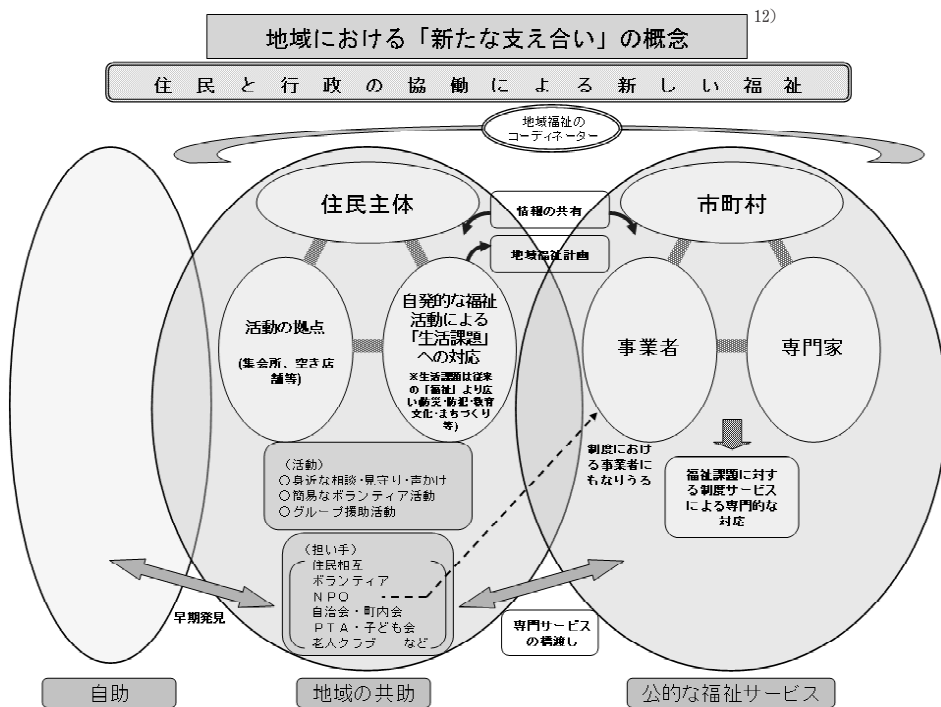 12)
地域における「新たな支え合い」の概念
住民と行政の協働による新しい福祉
地域福祉の
コーディネーター
住民主体
情報の共有
市町村
地域福祉計画
活動の拠点
(集会所、空き店
舗等)
自発的な福祉
活動による
「生活課題」
への対応
※生活課題は従来
の「福祉」より広
い(防災・防犯・教育
文化・まちづくり
等)
事業者
専門家
(活動)
○身近な相談・見守り・声かけ
○簡易なボランティア活動
○グループ援助活動
制度におけ
る事業者に
もなりうる
福祉課題に対す
る制度サービス
による専門的な
対応
(担い手)
住民相互
ボランティア
NPO
自治会・町内会
PTA・子ども会
老人クラブ など
早期発見
専門サービス
の橋渡し
自助
地域の共助
公的な福祉サービス